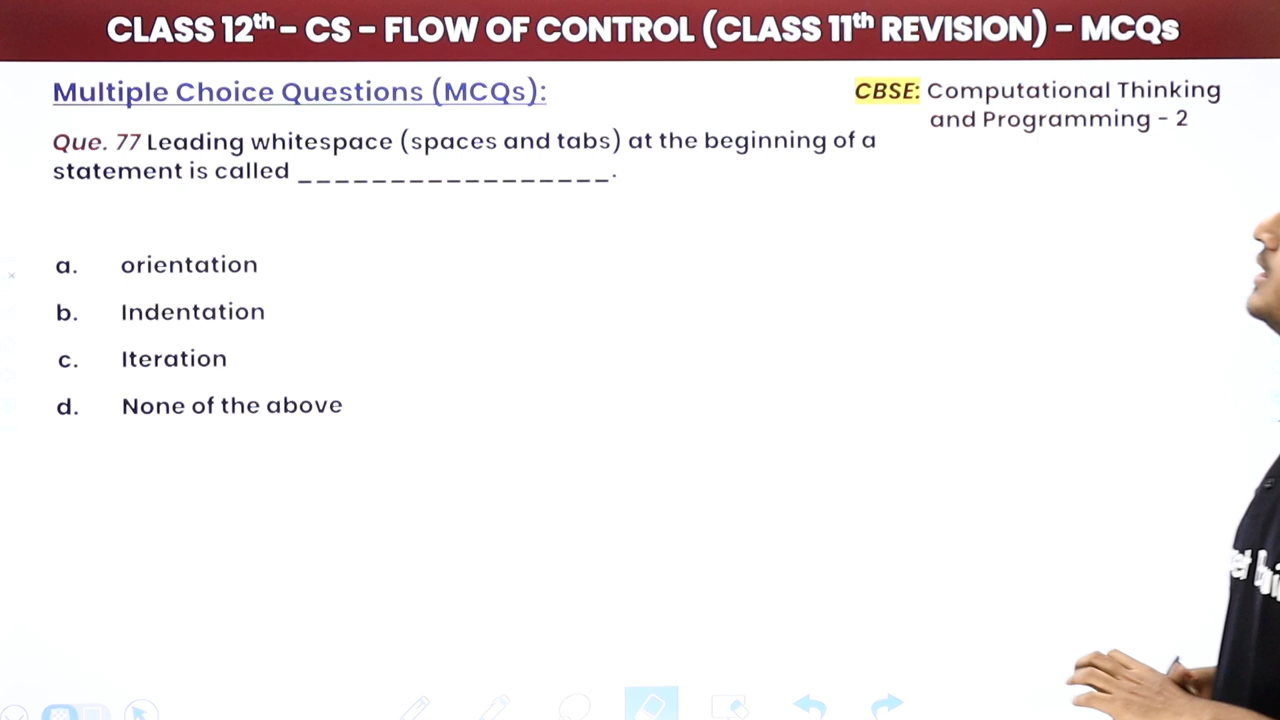 CLASS 12th - CS - FLOW OF CONTROL (CLASS 11th REVISION) - MCQs
Multiple Choice Questions (MCQs):
CBSE: Computational Thinking
and Programming - 2
Que. 77 Leading whitespace (spaces and tabs) at the beginning of a
statement is called _________________.
a. orientation
b. Indentation
c. Iteration
d. None of the above